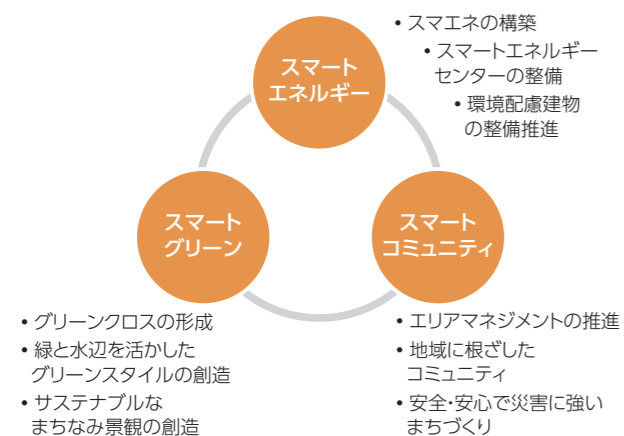 スマート
エネルギー
• スマエネの構築
• スマートエネルギー
センターの整備
• 環境配慮建物
の整備推進
スマート
グリーン
スマート
コミュニティ
• グリーンクロスの形成
• 緑と水辺を活かした
グリーンスタイルの創造
• サステナブルな
まちなみ景観の創造
• エリアマネジメントの推進
• 地域に根ざした
コミュニティ
• 安全・安心で災害に強い
まちづくり